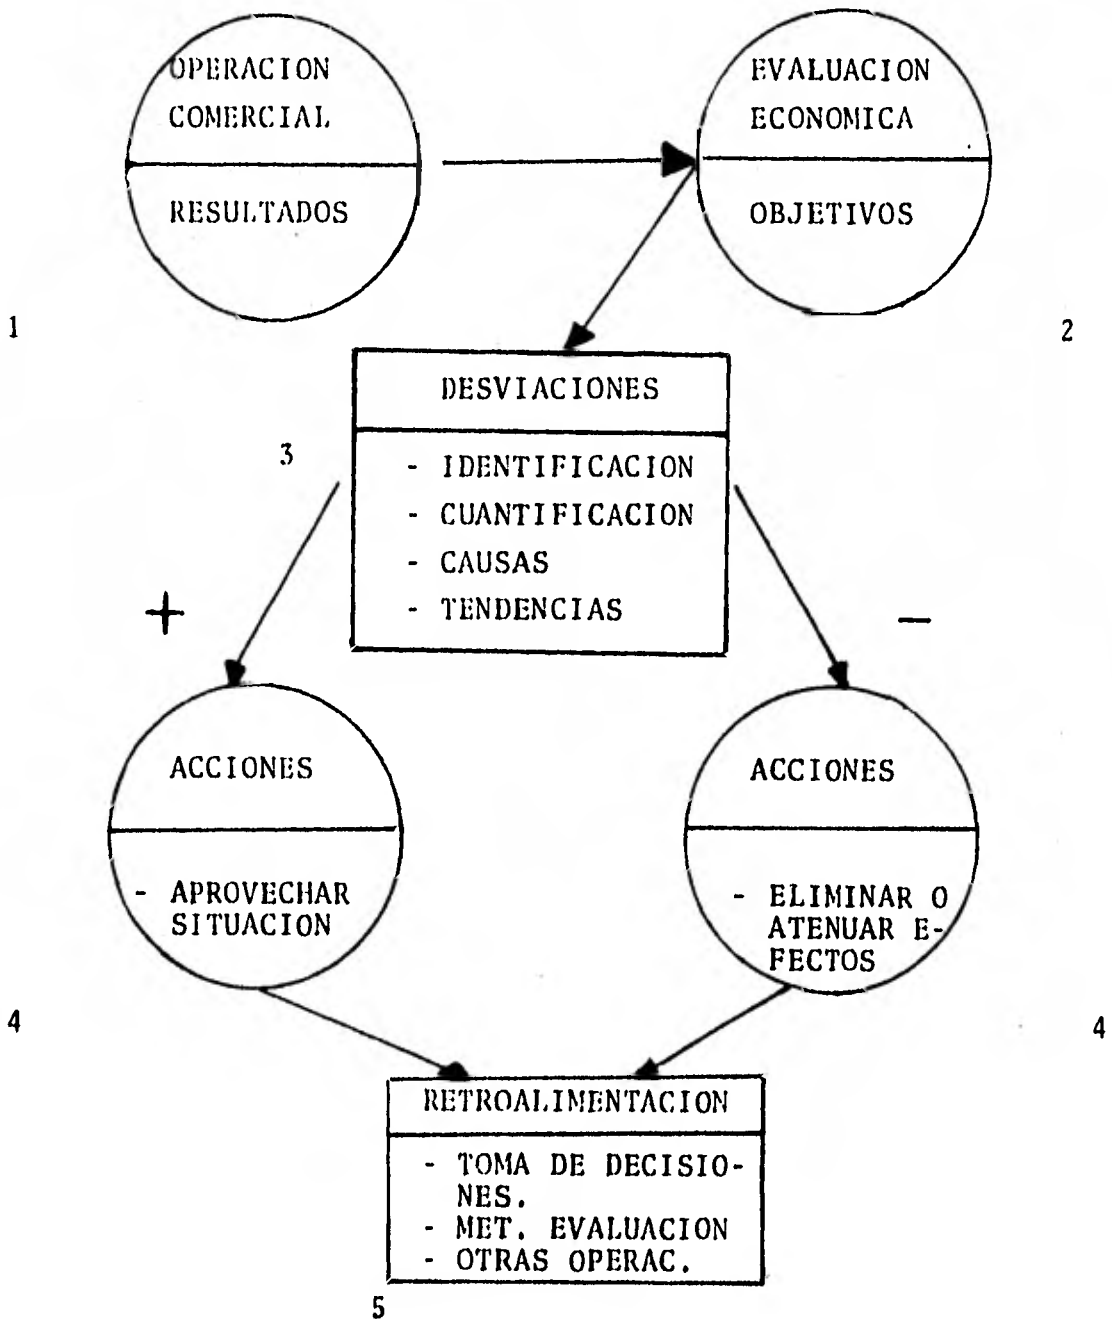 OPERACION
COMERCIAL
RESULTADOS
EVALUACION
ECONOMICA
OBJETIVOS
1
2
DESVIACIONES
3
- IDENTIFICACION
- CUANTIFICACION
- CAUSAS
- TENDENCIAS
+
-
ACCIONES
- APROVECHAR
SITUACION
ACCIONES
- ELIMINAR O
ATENUAR E-
FECTOS
4
4
RETROALIMENTACION
- TOMA DE DECISIO-
NES.
- MET. EVALUACION
- OTRAS OPERAC.
5